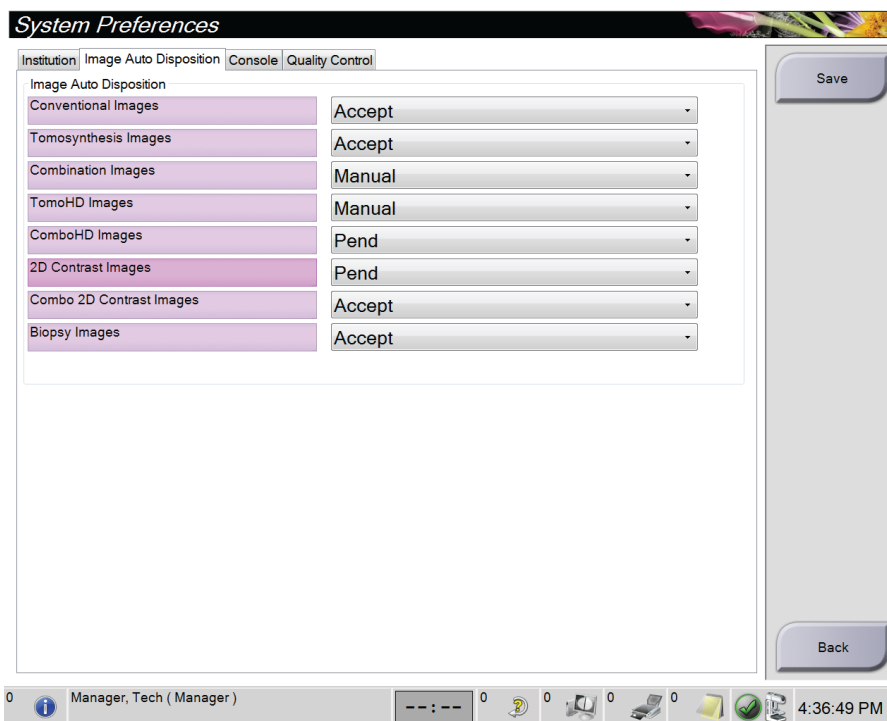 System Preferences
Institution Image Auto Disposition Console Quality Control
Save
Image Auto Disposition
Conventional Images Accept
Tomosynthesis Images Accept
Combination Images Manual
TomoHD Images Manual
ComboHD Images Pend
2D Contrast Images Pend
Combo 2D Contrast Images Accept
Biopsy Images Accept
Back
0 Manager, Tech ( Manager ) --:-- 0 0 0 0 4:36:49 PM